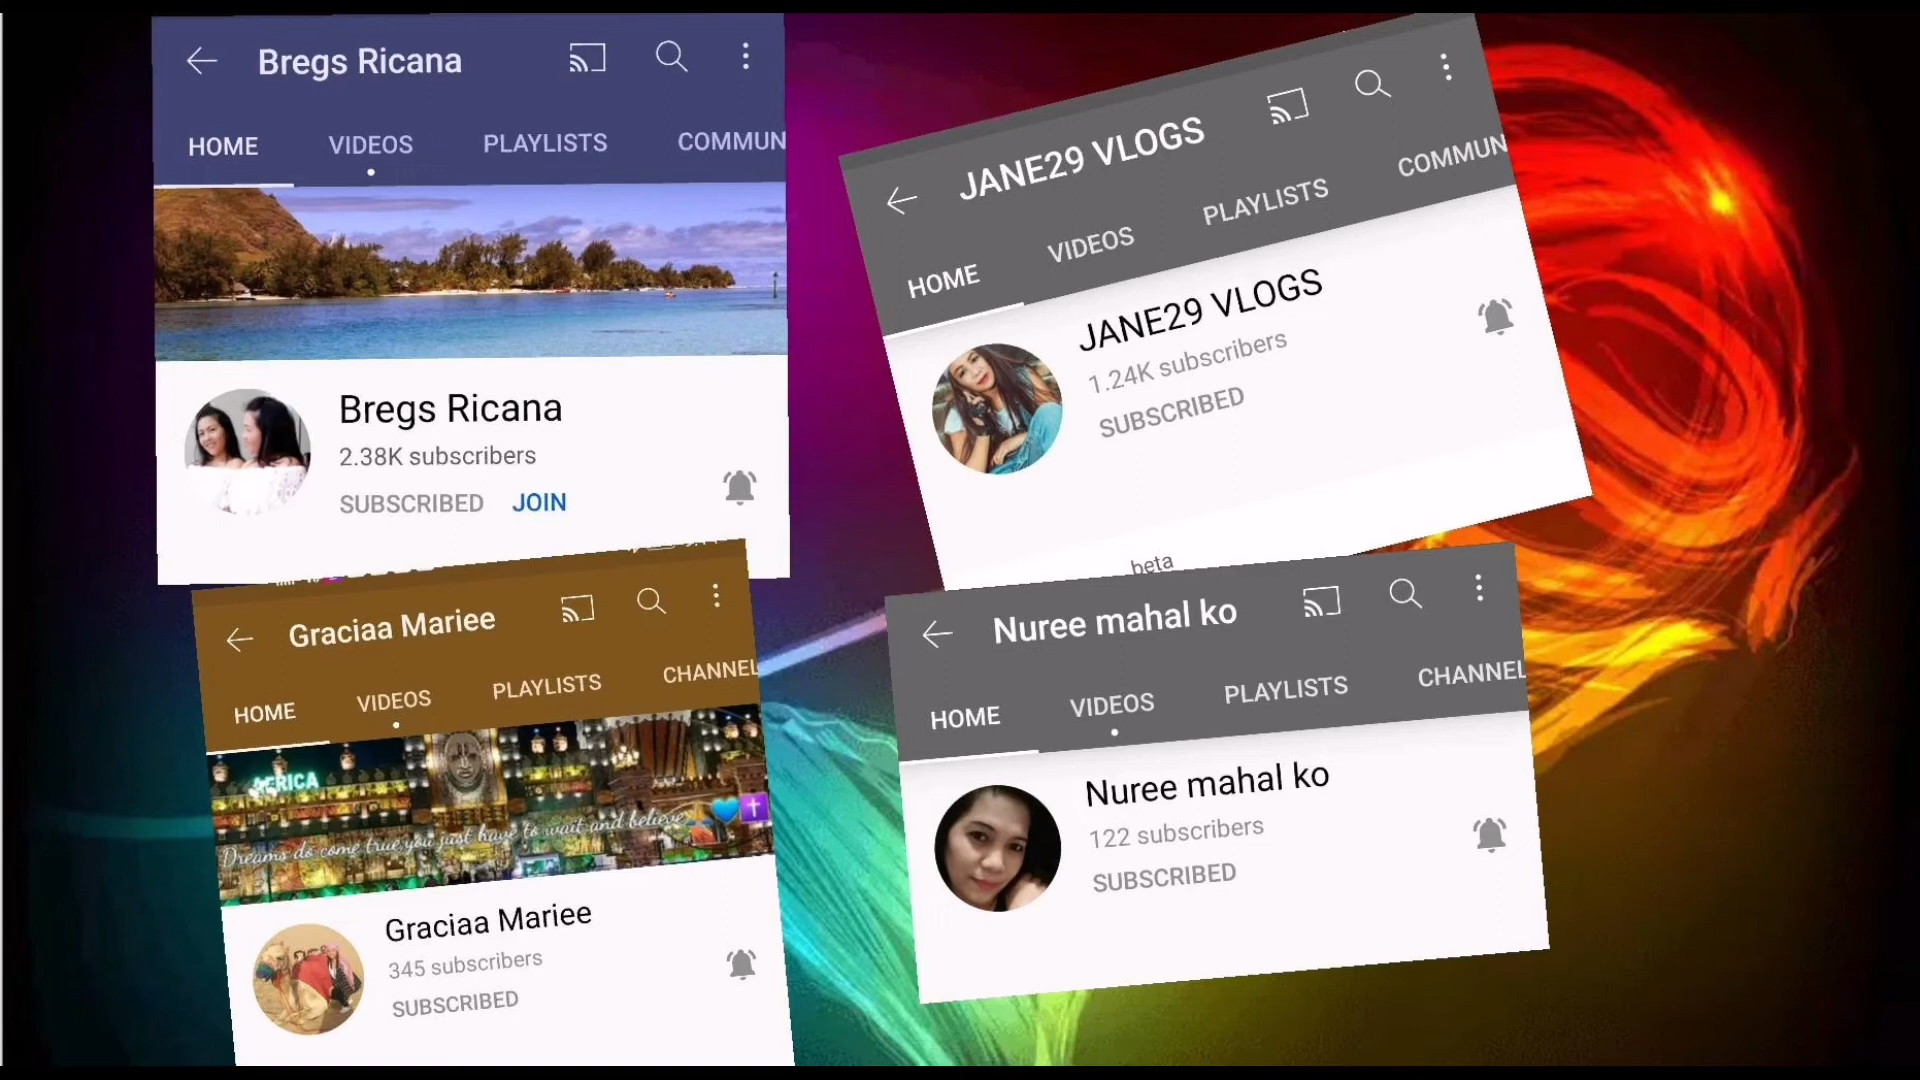 Bregs Ricana
HOME VIDEOS PLAYLISTS COMMUN
Bregs Ricana
2.38K subscribers
SUBSCRIBED JOIN
JANE29 VLOGS
HOME VIDEOS PLAYLISTS COMMUN
JANE29 VLOGS
1.24K subscribers
SUBSCRIBED
beta
Graciaa Mariee
HOME VIDEOS PLAYLISTS CHANNEL
AFRICA
Dreams do come true,you just have to wait and believe
Graciaa Mariee
345 subscribers
SUBSCRIBED
Nuree mahal ko
HOME VIDEOS PLAYLISTS CHANNEL
Nuree mahal ko
122 subscribers
SUBSCRIBED